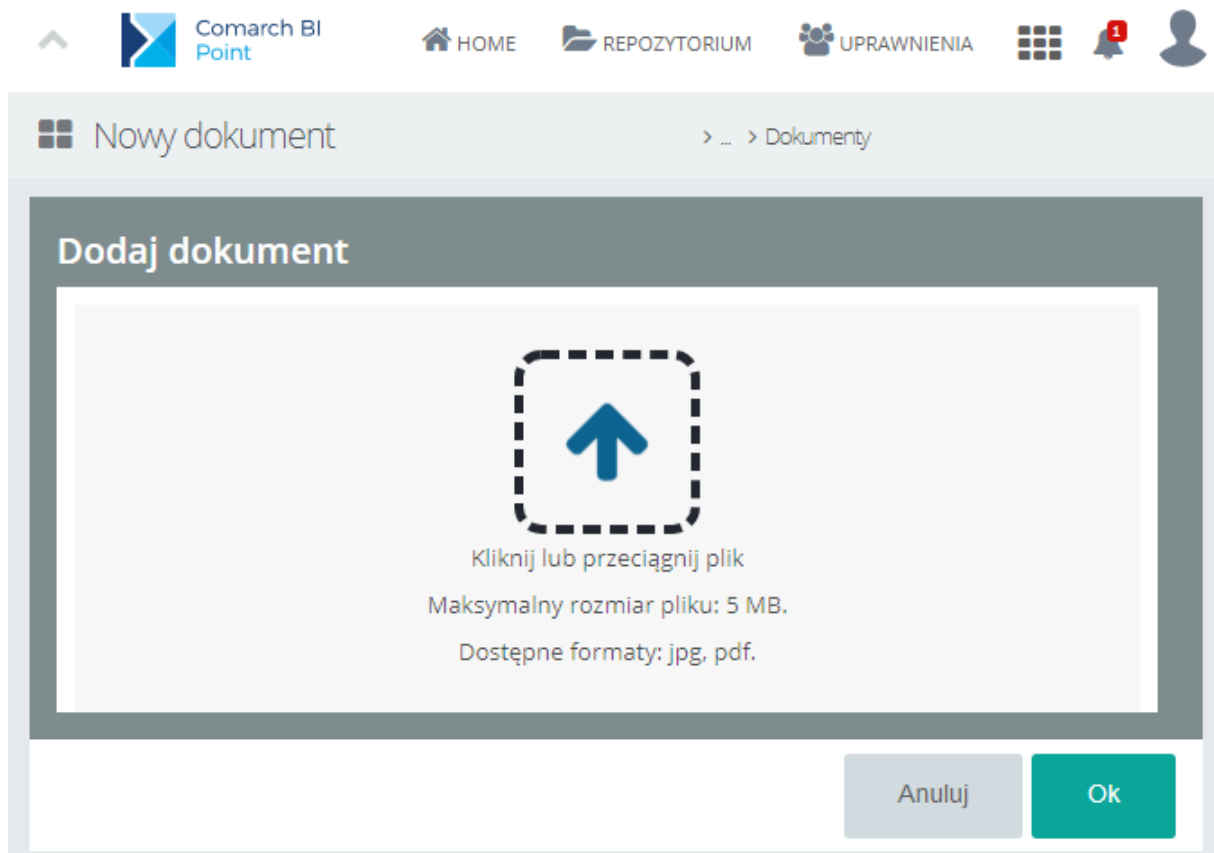 Comarch BI
Point
HOME
REPOZYTORIUM
UPRAWNIENIA
1
Nowy dokument
> ... > Dokumenty
Dodaj dokument
Kliknij lub przeciągnij plik
Maksymalny rozmiar pliku: 5 MB.
Dostępne formaty: jpg, pdf.
Anuluj
Ok